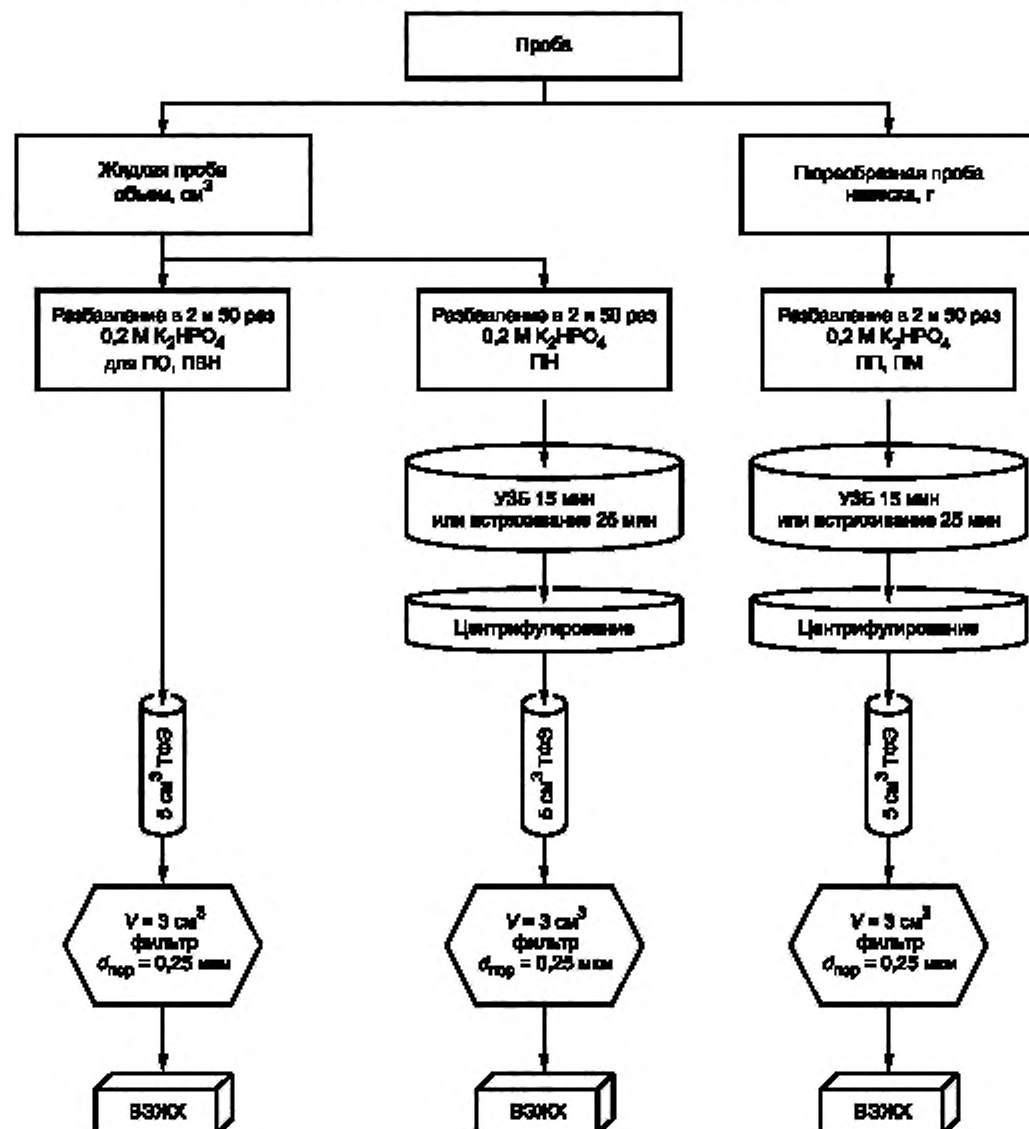 Проба
Жидкая проба
объем, см³
Пюреобразная проба
навеска, г
Разбавление в 2 и 50 раз
0,2 М K₂HPO₄
для ПО, ПВН
Разбавление в 2 и 50 раз
0,2 М K₂HPO₄
ПН
Разбавление в 2 и 50 раз
0,2 М K₂HPO₄
ПП, ПМ
УЗБ 15 мин
или встряхивание 25 мин
УЗБ 15 мин
или встряхивание 25 мин
Центрифугирование
Центрифугирование
5 см³ ТФЭ
5 см³ ТФЭ
5 см³ ТФЭ
V = 3 см³
фильтр
dпор = 0,25 мкм
V = 3 см³
фильтр
dпор = 0,25 мкм
V = 3 см³
фильтр
dпор = 0,25 мкм
ВЭЖХ
ВЭЖХ
ВЭЖХ